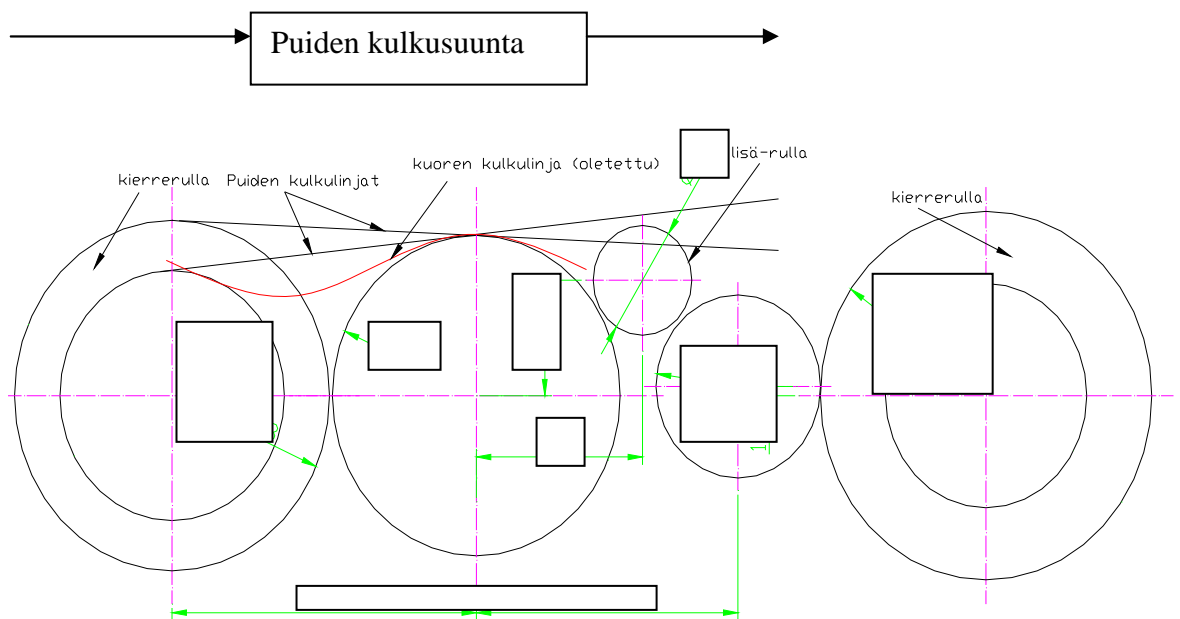 Puiden kulkusuunta
lisä-rulla
kuoren kulkulinja (oletettu)
kierrerulla
Puiden kulkulinjat
kierrerulla